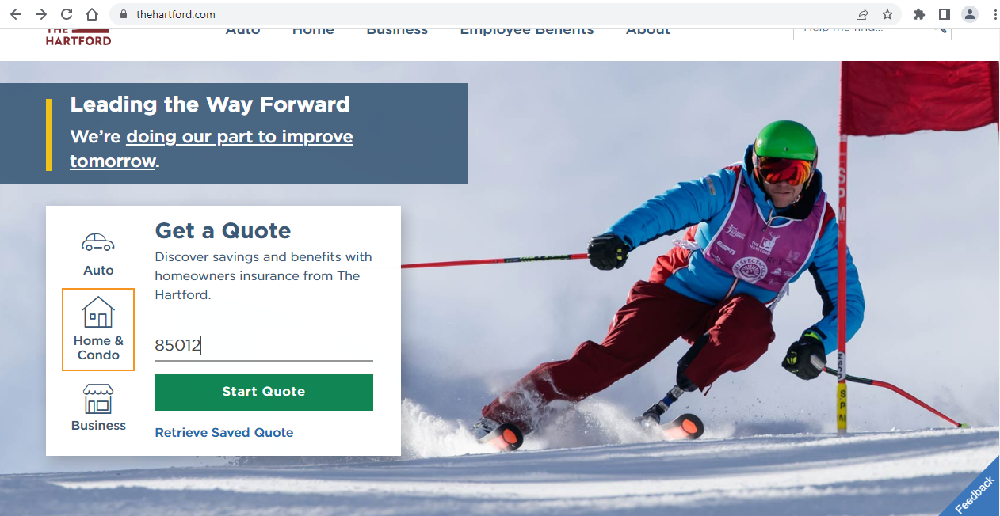 thehartford.com
THE
HARTFORD
Auto
Home
Business
Employee Benefits
About
Help me find...
Leading the Way Forward
We’re doing our part to improve
tomorrow.
Auto
Home &
Condo
Business
Get a Quote
Discover savings and benefits with
homeowners insurance from The
Hartford.
85012
Start Quote
Retrieve Saved Quote
THE
HARTFORD
Feedback